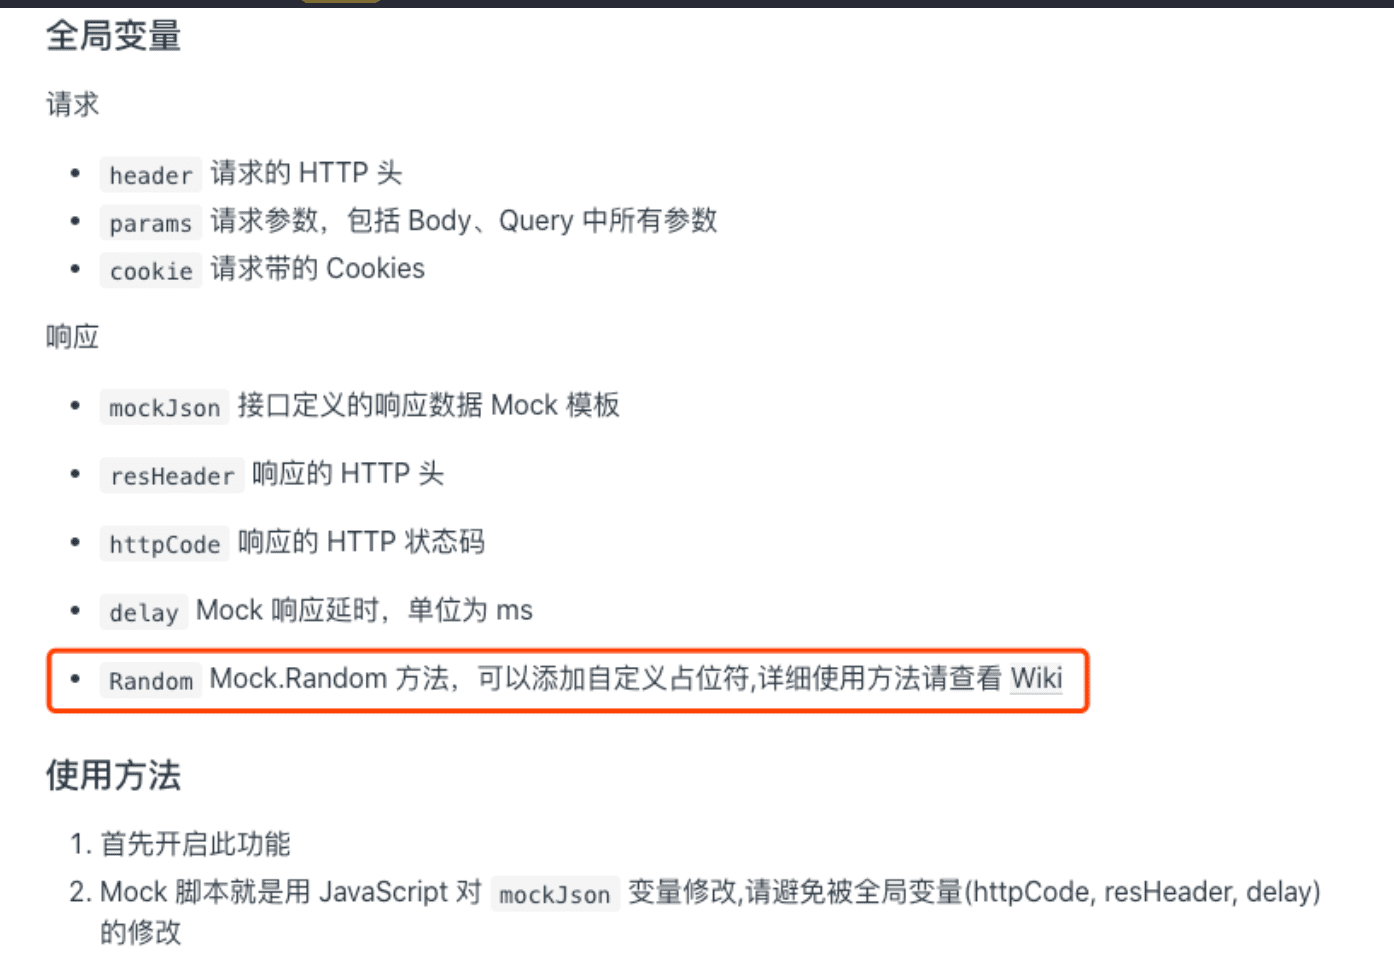 全局变量
请求
• header 请求的 HTTP 头
• params 请求参数，包括 Body、Query 中所有参数
• cookie 请求带的 Cookies
响应
• mockJson 接口定义的响应数据 Mock 模板
• resHeader 响应的 HTTP 头
• httpCode 响应的 HTTP 状态码
• delay Mock 响应延时，单位为 ms
• Random Mock.Random 方法，可以添加自定义占位符,详细使用方法请查看 Wiki
使用方法
1. 首先开启此功能
2. Mock 脚本就是用 JavaScript 对 mockJson 变量修改,请避免被全局变量(httpCode, resHeader, delay)
的修改